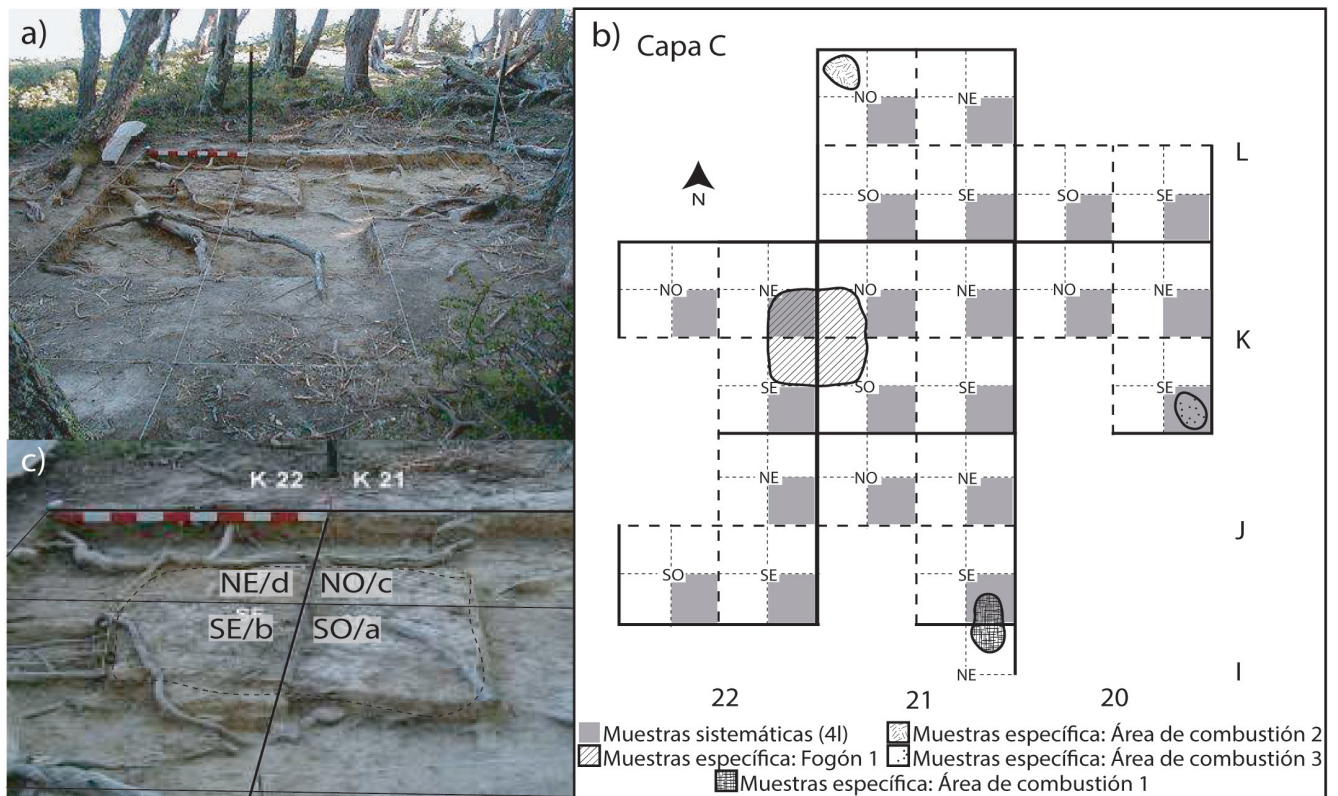 a)
b)
Capa C
NO
NE
L
N
SO
SE
SO
SE
NO
NE
NO
NE
NO
NE
K
SE
SO
SE
SE
c)
K 22
K 21
NE
NO
NE
J
NE/d
NO/c
SE/b
SO/a
SO
SE
SE
NE
I
22
21
20
Muestras sistemáticas (4l)
Muestras específica: Área de combustión 2
Muestras específica: Fogón 1
Muestras específica: Área de combustión 3
Muestras específica: Área de combustión 1